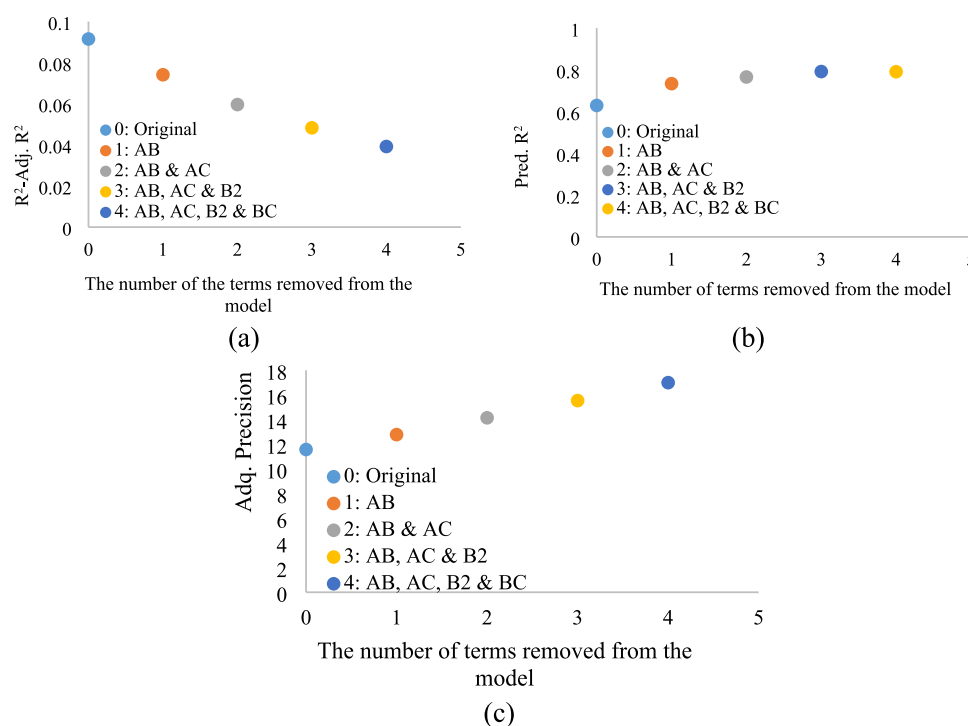 0.1
0.08
0.06
0.04
0.02
0
R²-Adj. R²
0: Original
1: AB
2: AB & AC
3: AB, AC & B2
4: AB, AC, B2 & BC
0 1 2 3 4 5
The number of the terms removed from the
model
(a)
1
0.8
0.6
0.4
0.2
0
Pred. R²
0: Original
1: AB
2: AB & AC
3: AB, AC & B2
4: AB, AC, B2 & BC
0 1 2 3 4 5
The number of terms removed from the model
(b)
18
16
14
12
10
8
6
4
2
0
Adq. Precision
0: Original
1: AB
2: AB & AC
3: AB, AC & B2
4: AB, AC, B2 & BC
0 1 2 3 4 5
The number of terms removed from the
model
(c)